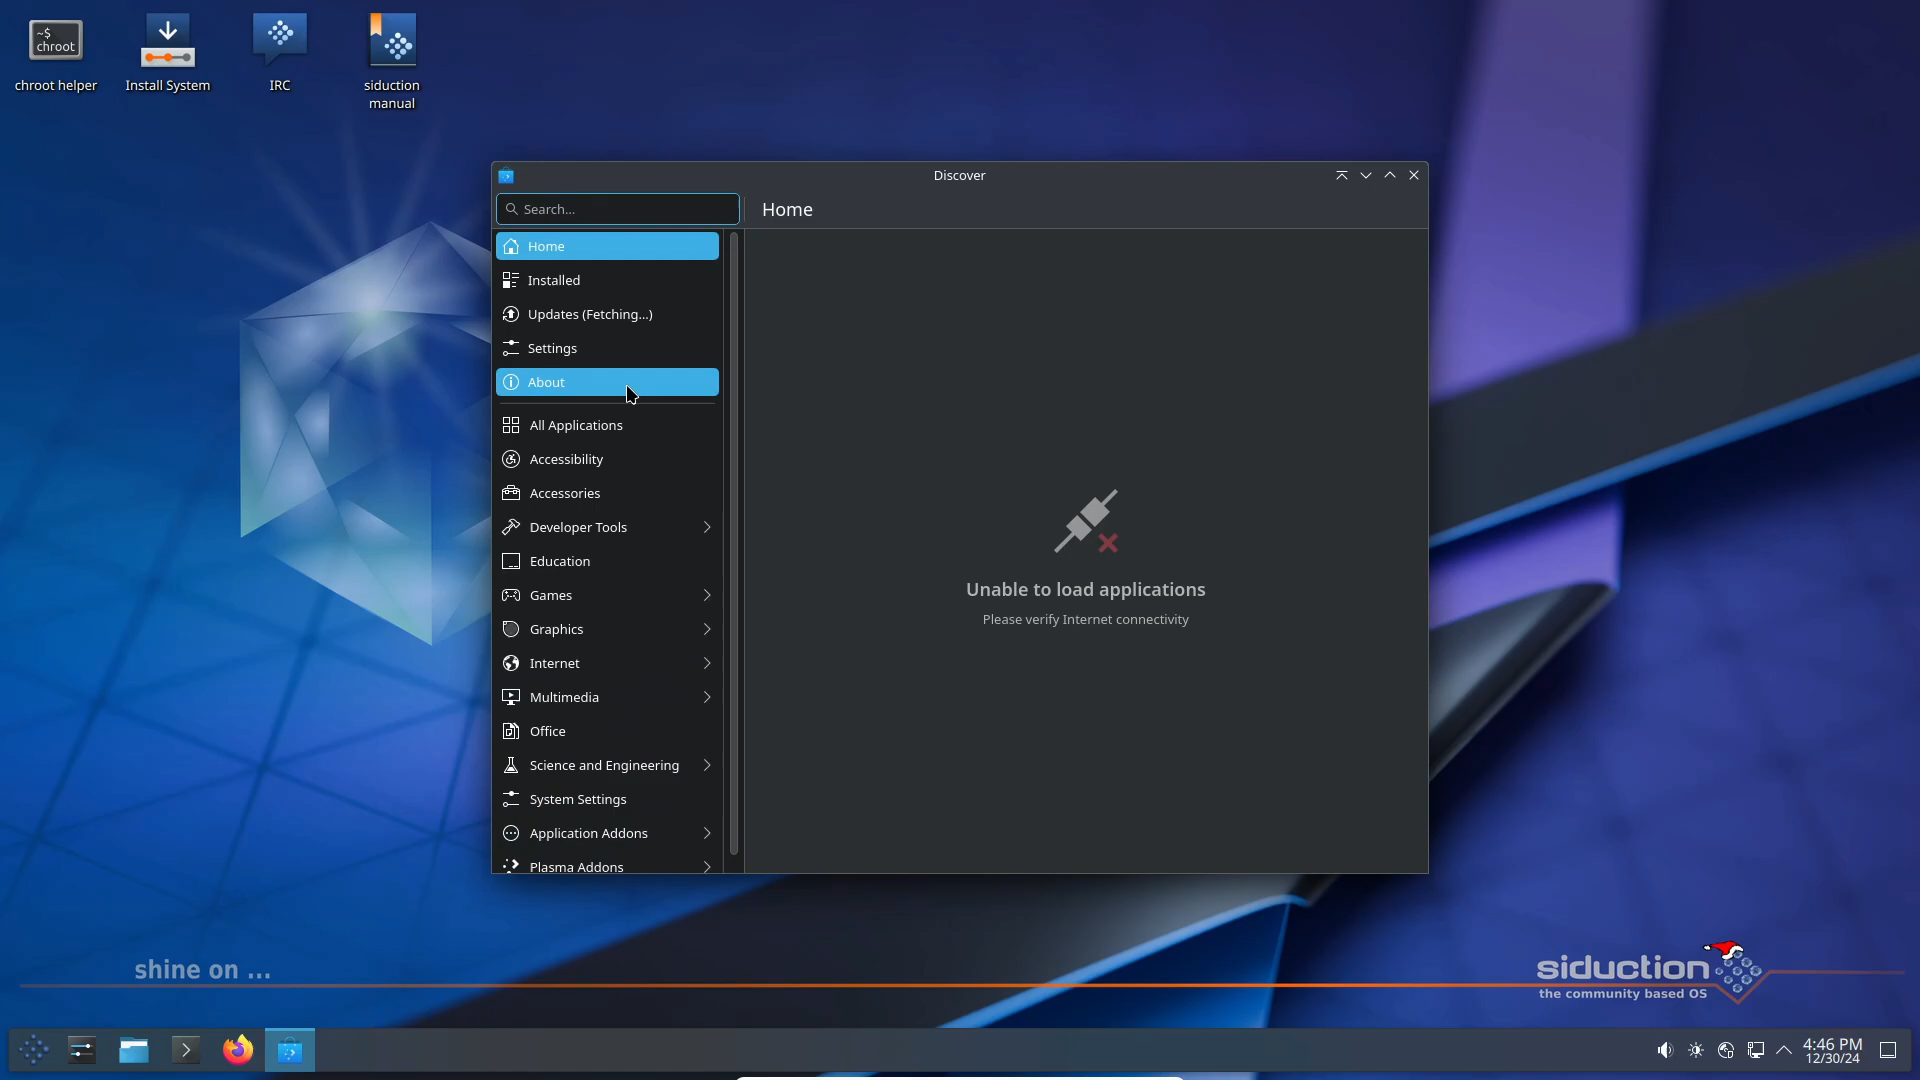 ~$
chroot
chroot helper
Install System
IRC
siduction
manual
Discover
Search...
Home
Home
Installed
Updates (Fetching...)
Settings
About
All Applications
Accessibility
Accessories
Developer Tools
Education
Games
Graphics
Internet
Multimedia
Office
Science and Engineering
System Settings
Application Addons
Plasma Addons
Unable to load applications
Please verify Internet connectivity
shine on ...
siduction
the community based OS
4:46 PM
12/30/24